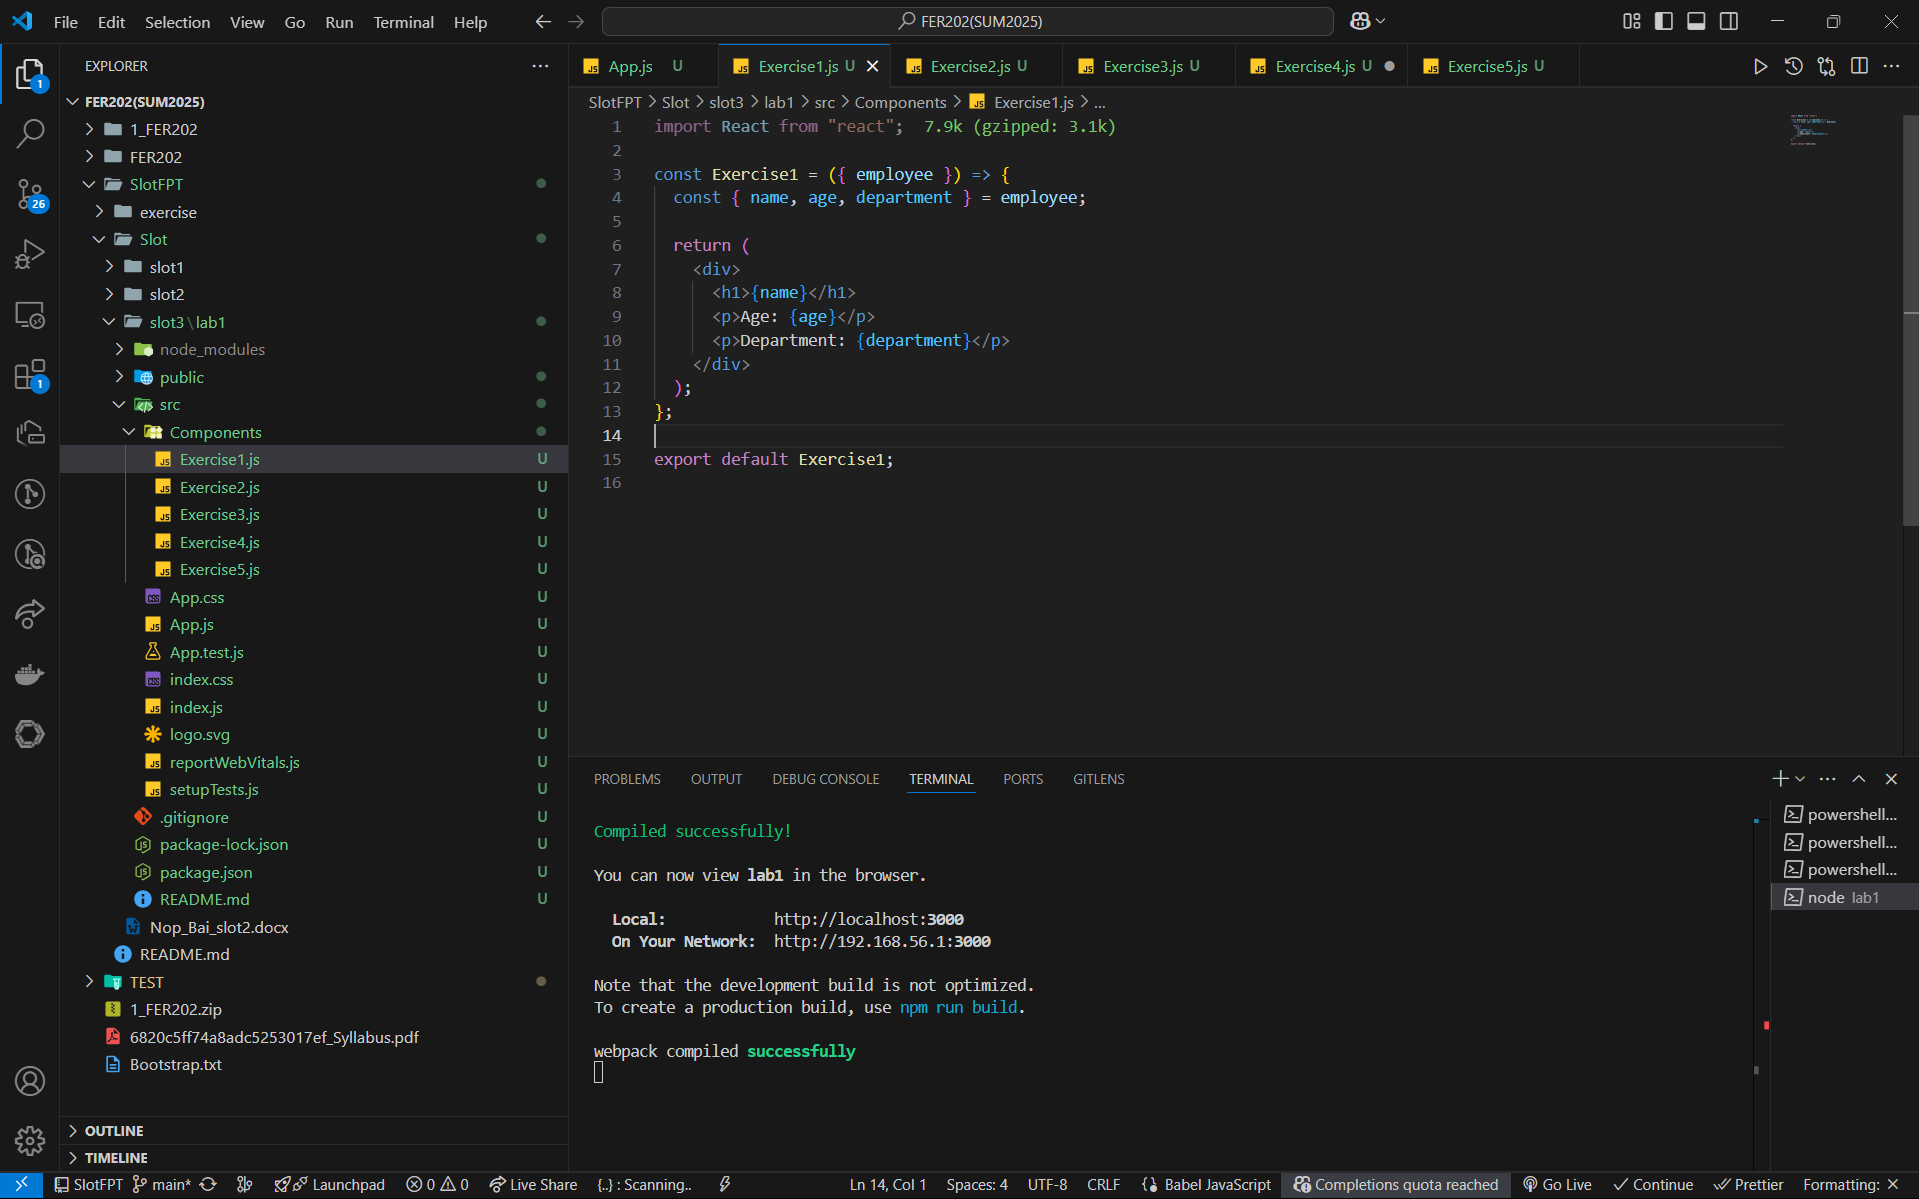 File Edit Selection View Go Run Terminal Help
FER202(SUM2025)
EXPLORER
FER202(SUM2025)
1_FER202
FER202
SlotFPT
exercise
Slot
slot1
slot2
slot3\lab1
node_modules
public
src
Components
Exercise1.js U
Exercise2.js U
Exercise3.js U
Exercise4.js U
Exercise5.js U
App.css U
App.js U
App.test.js U
index.css U
index.js U
logo.svg U
reportWebVitals.js U
setupTests.js U
.gitignore U
package-lock.json U
package.json U
README.md U
Nop_Bai_slot2.docx
README.md
TEST
1_FER202.zip
6820c5ff74a8adc5253017ef_Syllabus.pdf
Bootstrap.txt
OUTLINE
TIMELINE
1
26
1
App.js U Exercise1.js U Exercise2.js U Exercise3.js U Exercise4.js U Exercise5.js U
SlotFPT > Slot > slot3 > lab1 > src > Components > Exercise1.js > ...
1 import React from "react"; 7.9k (gzipped: 3.1k)
2
3 const Exercise1 = ({ employee }) => {
4 const { name, age, department } = employee;
5
6 return (
7 <div>
8 <h1>{name}</h1>
9 <p>Age: {age}</p>
10 <p>Department: {department}</p>
11 </div>
12 );
13 };
14
15 export default Exercise1;
16
PROBLEMS OUTPUT DEBUG CONSOLE TERMINAL PORTS GITLENS
Compiled successfully!
You can now view lab1 in the browser.
Local: http://localhost:3000
On Your Network: http://192.168.56.1:3000
Note that the development build is not optimized.
To create a production build, use npm run build.
webpack compiled successfully
powershell...
powershell...
powershell...
node lab1
SlotFPT main* 0 0 Launchpad 0 0 Live Share {..} : Scanning.. Ln 14, Col 1 Spaces: 4 UTF-8 CRLF Babel JavaScript Completions quota reached Go Live Continue Prettier Formatting: ×